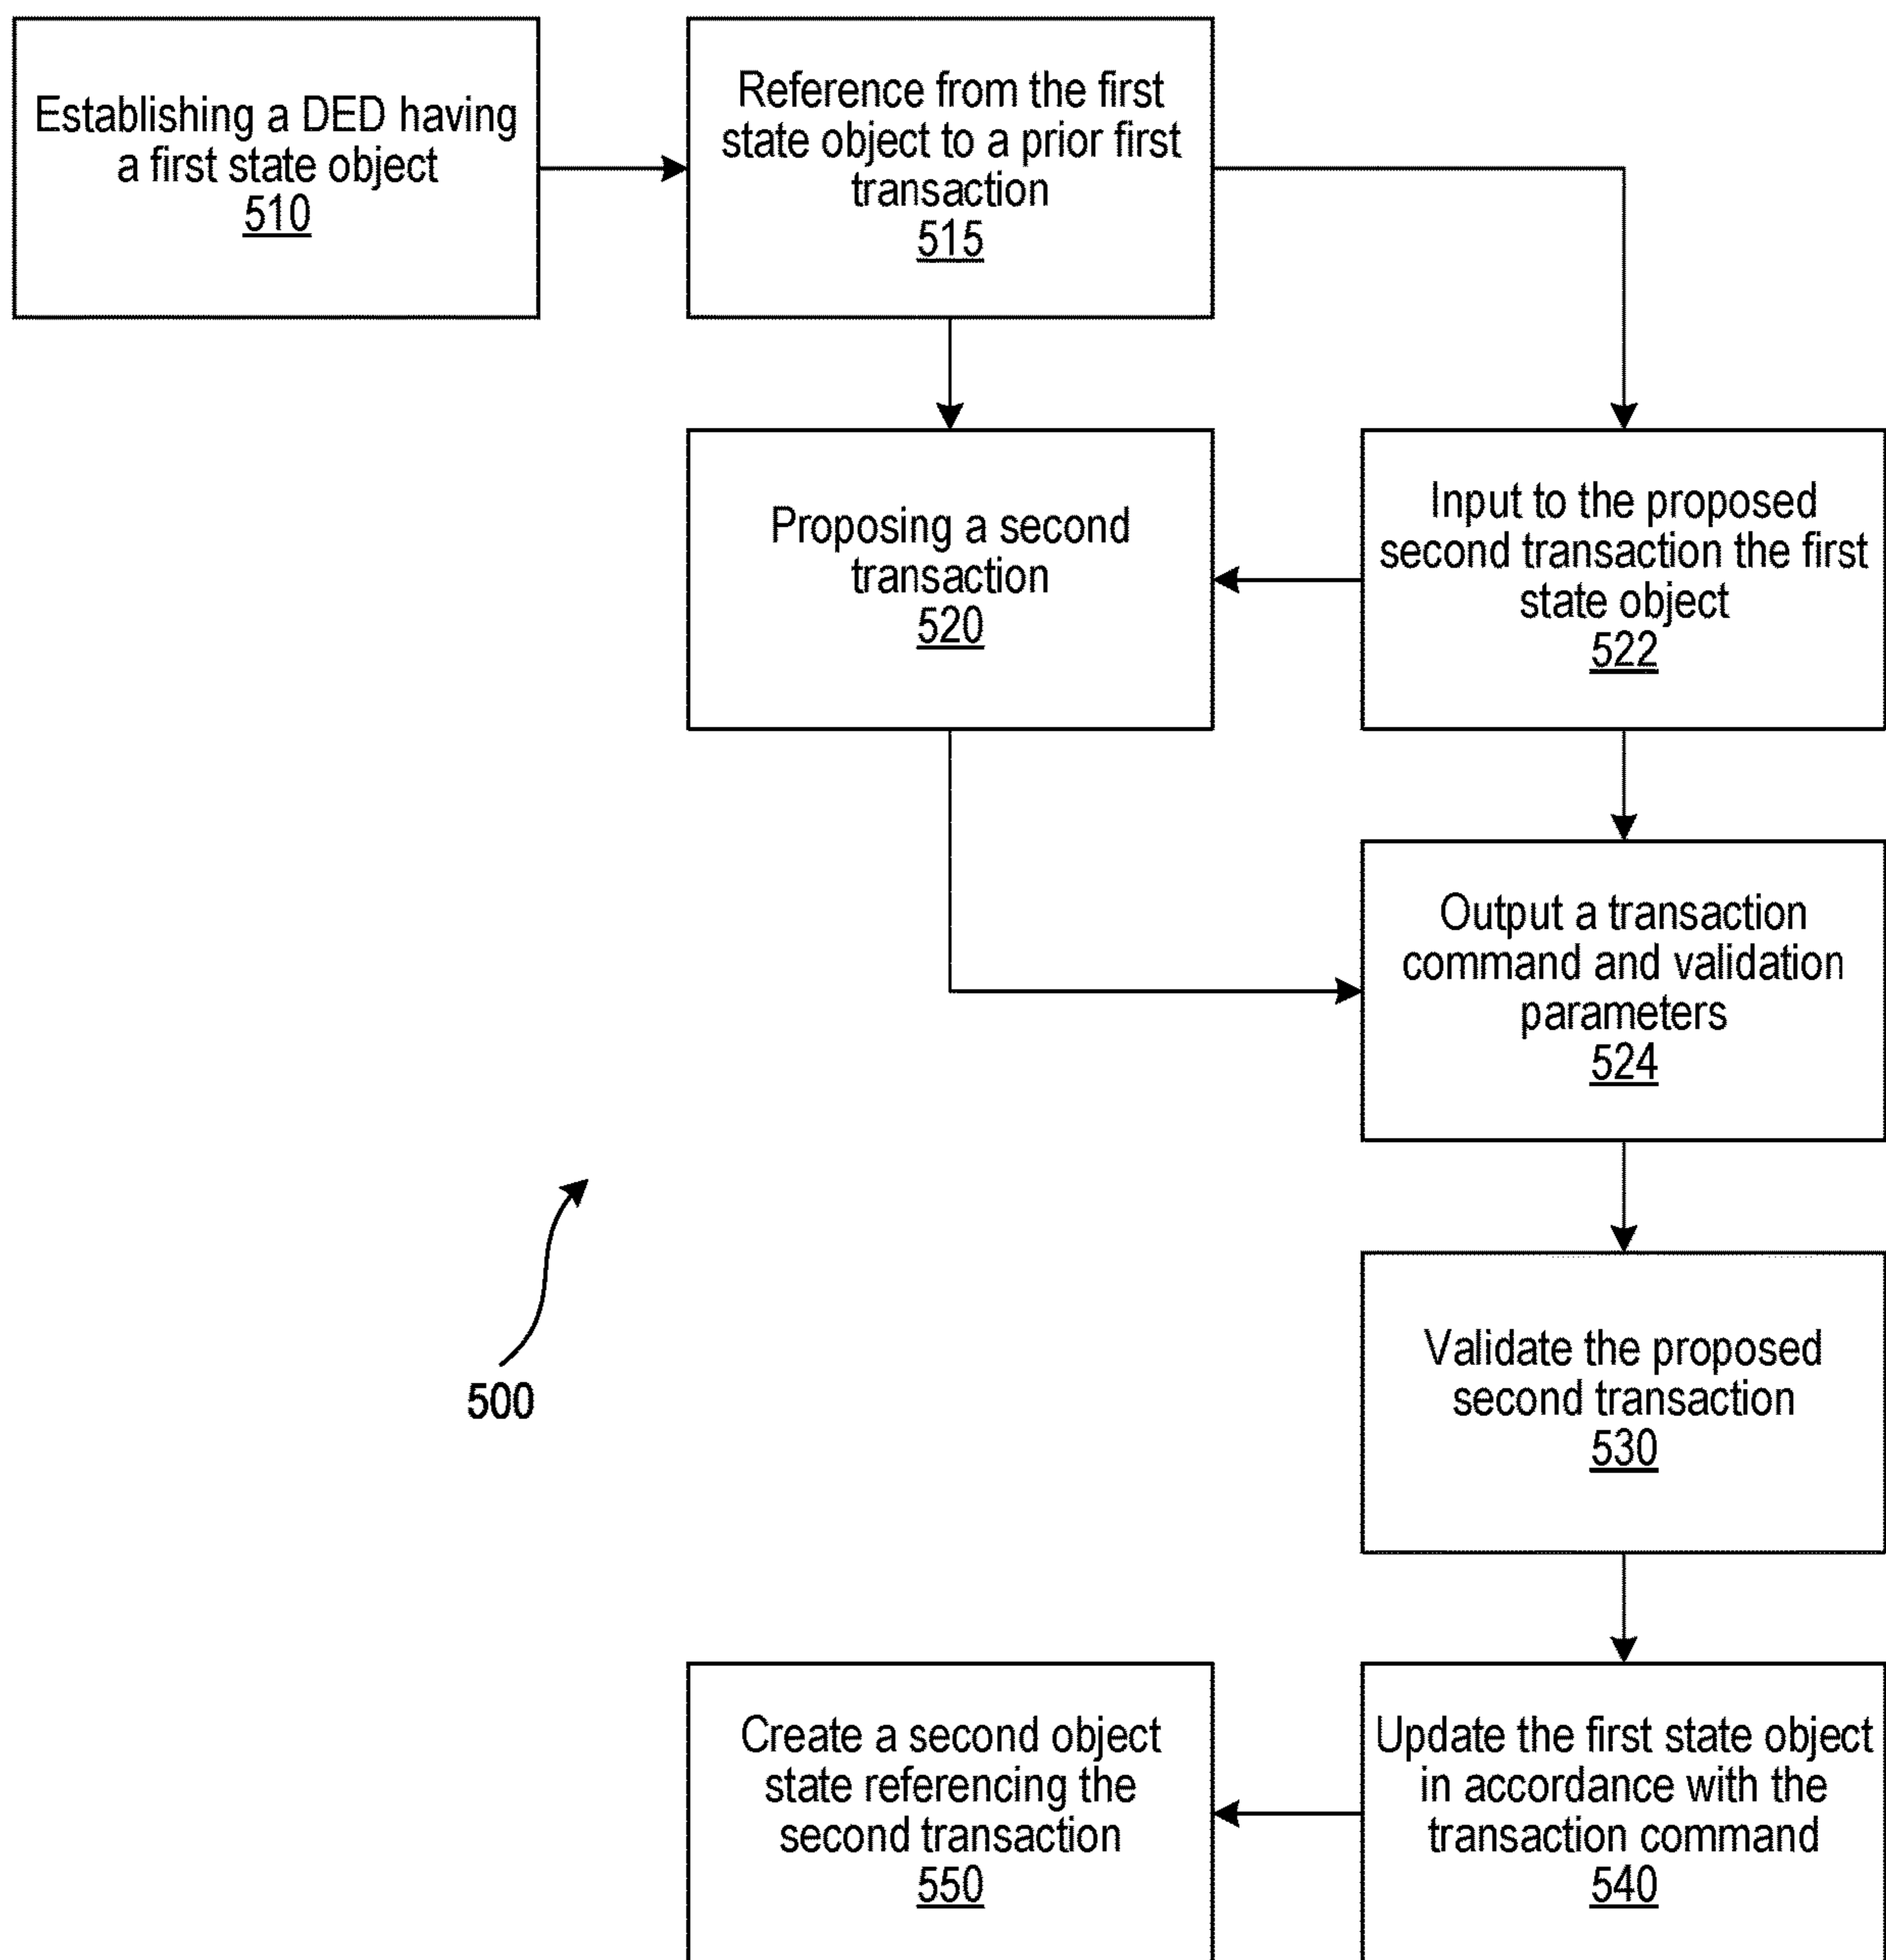 Establishing a DED having
a first state object
510
Reference from the first
state object to a prior first
transaction
515
Proposing a second
transaction
520
Input to the proposed
second transaction the first
state object
522
Output a transaction
command and validation
parameters
524
500
Validate the proposed
second transaction
530
Create a second object
state referencing the
second transaction
550
Update the first state object
in accordance with the
transaction command
540